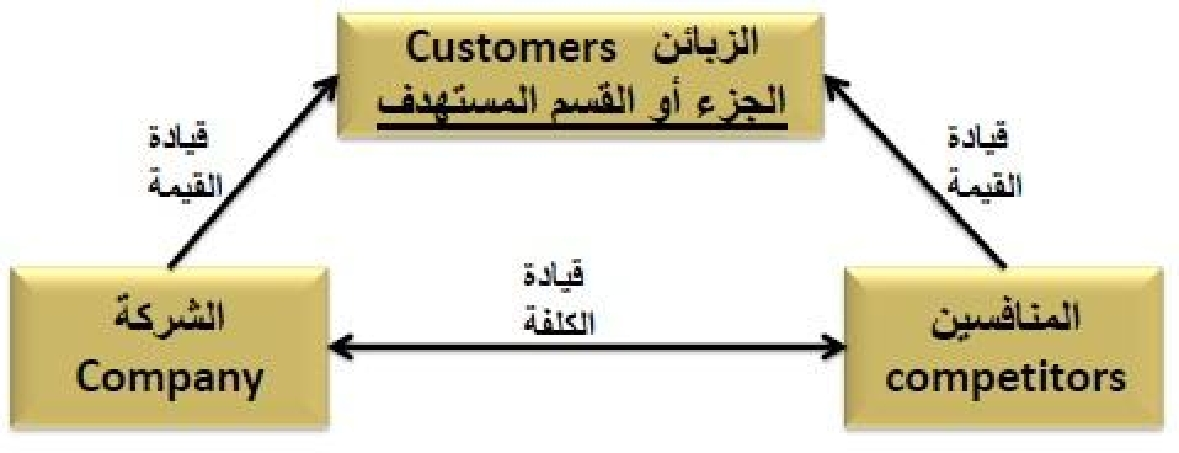 الزبائن Customers
الجزء أو القسم المستهدف
قيادة
القيمة
قيادة
القيمة
قيادة
الكلفة
الشركة
Company
المنافسين
competitors